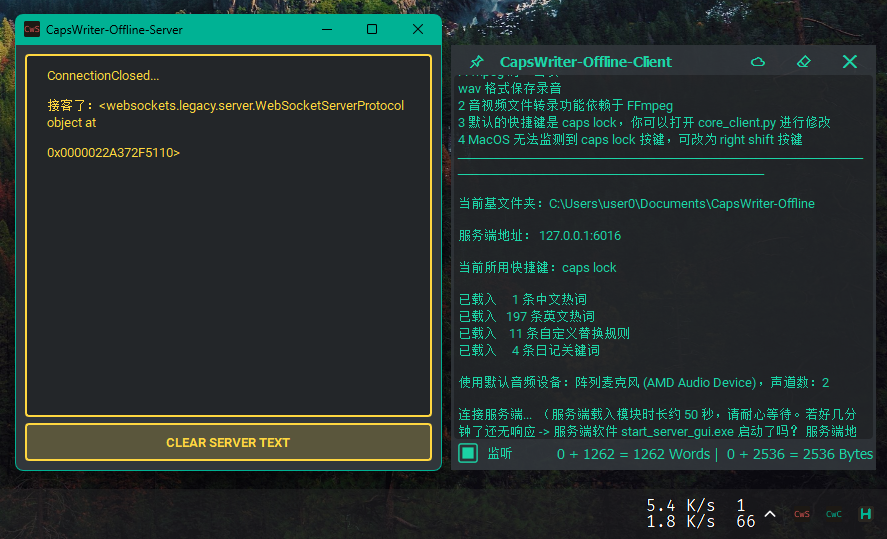 CapsWriter-Offline-Server
ConnectionClosed...
接客了：<websockets.legacy.server.WebSocketServerProtocol
object at
0x0000022A372F5110>
CLEAR SERVER TEXT
CapsWriter-Offline-Client
wav 格式保存录音
2 音视频文件转录功能依赖于 FFmpeg
3 默认的快捷键是 caps lock，你可以打开 core_client.py 进行修改
4 MacOS 无法监测到 caps lock 按键，可改为 right shift 按键
当前基文件夹：C:\Users\user0\Documents\CapsWriter-Offline
服务端地址： 127.0.0.1:6016
当前所用快捷键：caps lock
已载入 1 条中文热词
已载入 197 条英文热词
已载入 11 条自定义替换规则
已载入 4 条日记关键词
使用默认音频设备：阵列麦克风 (AMD Audio Device)，声道数：2
连接服务端... （服务端载入模块时长约 50 秒，请耐心等待。若好几分
钟了还无响应 -> 服务端软件 start_server_gui.exe 启动了吗？ 服务端地
监听 0 + 1262 = 1262 Words | 0 + 2536 = 2536 Bytes
5.4 K/s 1
1.8 K/s 66
CwS CwC H